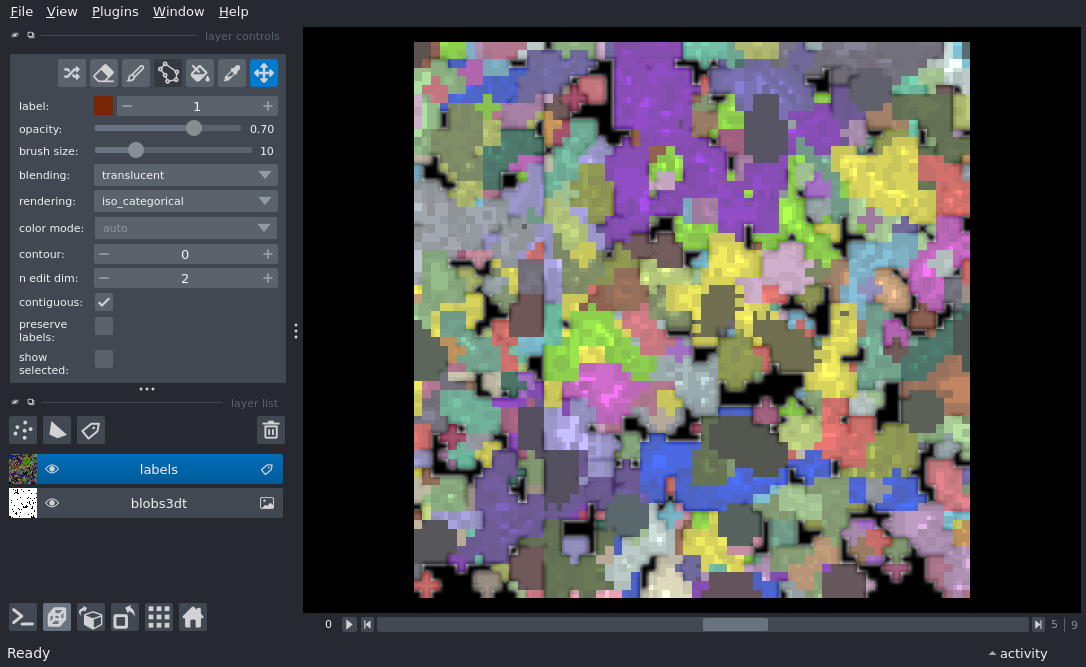 File View Plugins Window Help
layer controls
label: 1
opacity: 0.70
brush size: 10
blending: translucent
rendering: iso_categorical
color mode: auto
contour: 0
n edit dim: 2
contiguous:
preserve
labels:
show
selected:
layer list
labels
blobs3dt
0 5 9
Ready activity